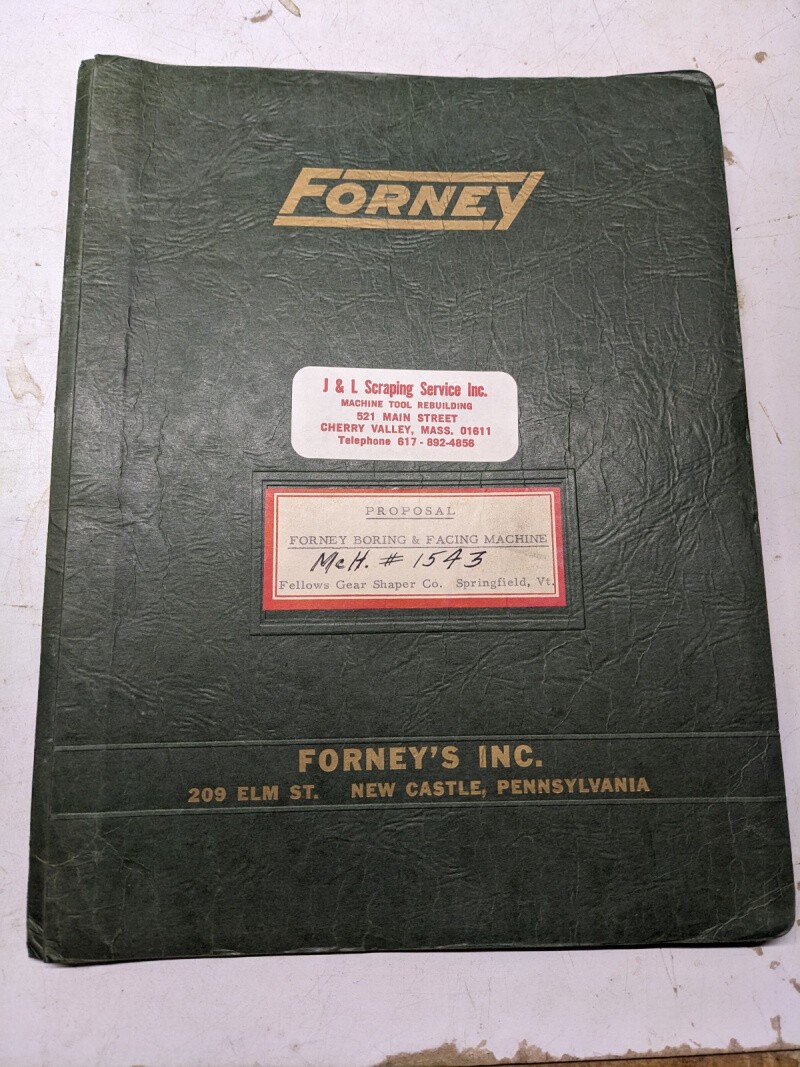 FORNEY
J & L Scraping Service Inc.
MACHINE TOOL REBUILDING
521 MAIN STREET
CHERRY VALLEY, MASS. 01611
Telephone 617 - 892-4856
PROPOSAL
FORNEY BORING & FACING MACHINE
McH. # 1543
Fellows Gear Shaper Co. Springfield, Vt.
FORNEY'S INC.
209 ELM ST. NEW CASTLE, PENNSYLVANIA